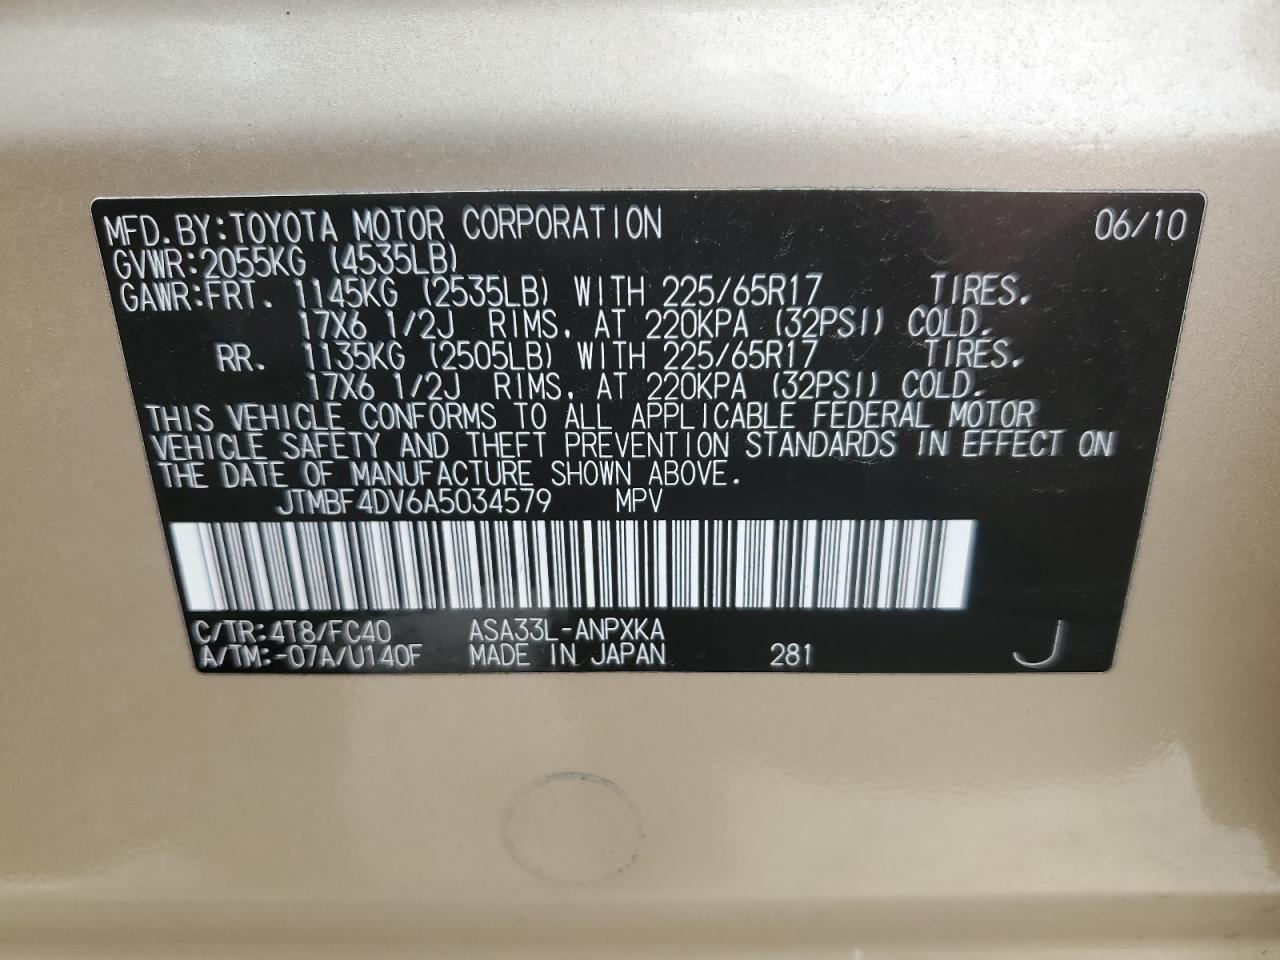 MFD.BY:TOYOTA MOTOR CORPORATION 06/10
GVWR:2055KG (4535LB)
GAWR:FRT. 1145KG (2535LB) WITH 225/65R17 TIRES,
17X6 1/2J RIMS, AT 220KPA (32PSI) COLD.
RR. 1135KG (2505LB) WITH 225/65R17 TIRES,
17X6 1/2J RIMS, AT 220KPA (32PSI) COLD.
THIS VEHICLE CONFORMS TO ALL APPLICABLE FEDERAL MOTOR
VEHICLE SAFETY AND THEFT PREVENTION STANDARDS IN EFFECT ON
THE DATE OF MANUFACTURE SHOWN ABOVE.
JTMBF4DV6A5034579 MPV
C/TR:4T8/FC40 ASA33L-ANPXKA
A/TM:-07A/U140F MADE IN JAPAN 281 J